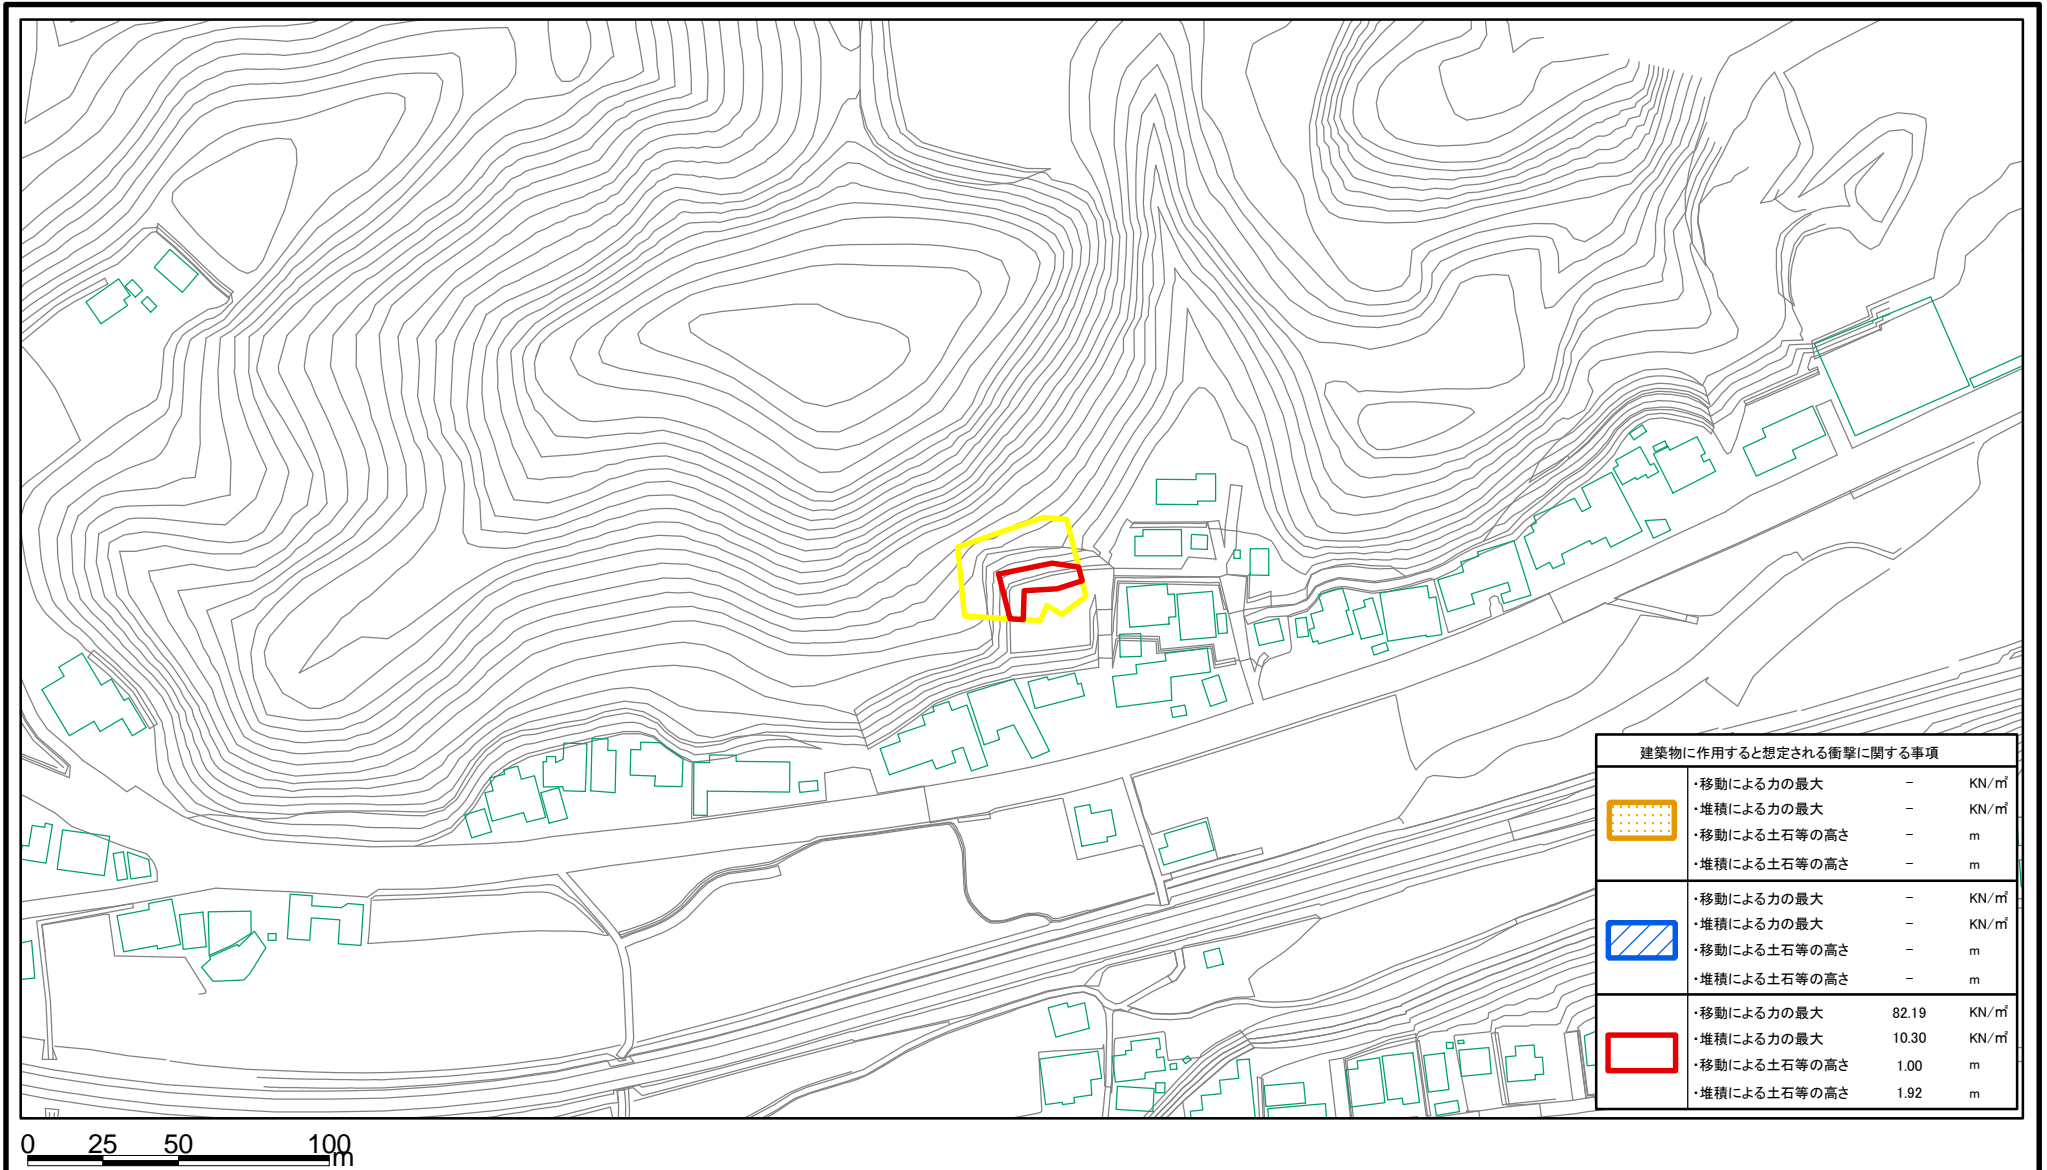 建築物に作用すると想定される衝撃に関する事項
・移動による力の最大 － KN/㎡
・堆積による力の最大 － KN/㎡
・移動による土石等の高さ － m
・堆積による土石等の高さ － m
・移動による力の最大 － KN/㎡
・堆積による力の最大 － KN/㎡
・移動による土石等の高さ － m
・堆積による土石等の高さ － m
・移動による力の最大 82.19 KN/㎡
・堆積による力の最大 10.30 KN/㎡
・移動による土石等の高さ 1.00 m
・堆積による土石等の高さ 1.92 m
0 25 50 100
m